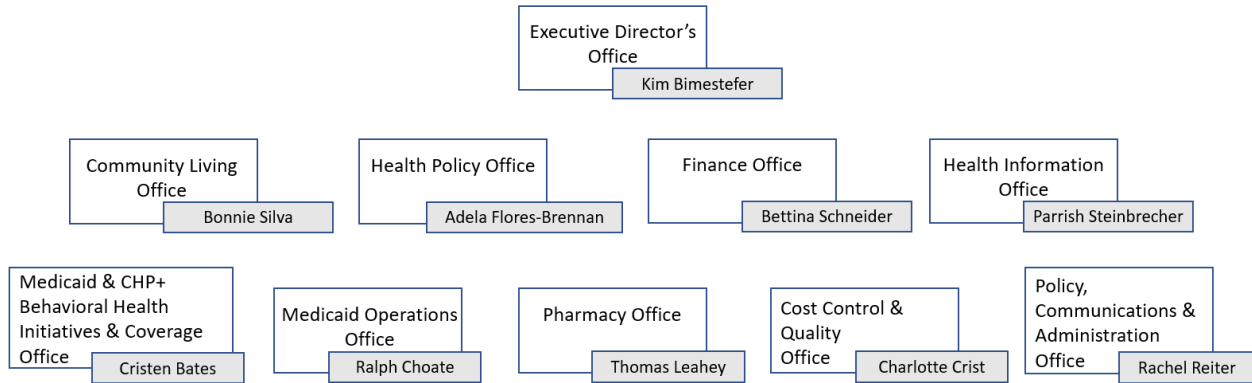 Executive Director's
Office
Kim Bimestefer
Community Living
Office
Bonnie Silva
Health Policy Office
Adela Flores-Brennan
Finance Office
Bettina Schneider
Health Information
Office
Parrish Steinbrecher
Medicaid & CHP+
Behavioral Health
Initiatives & Coverage
Office
Cristen Bates
Medicaid Operations
Office
Ralph Choate
Pharmacy Office
Thomas Leahey
Cost Control &
Quality
Office
Charlotte Crist
Policy,
Communications &
Administration
Office
Rachel Reiter